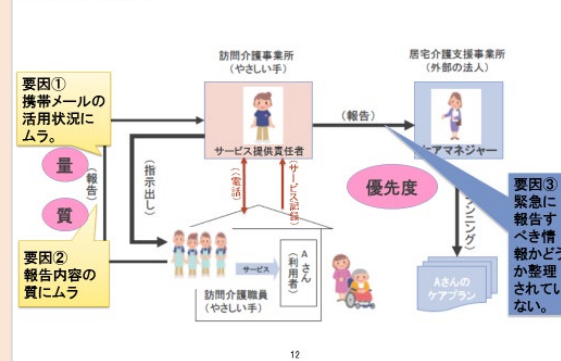 訪問介護事業所
(やさしい手)
居宅介護支援事業所
(外部の法人)
要因①
携帯メールの
活用状況に
ムラ。
(報告)
サービス提供責任者
ケアマネジャー
量
質
(報告)
(指示出し)
(電話)
(サービス記録)
優先度
要因③
緊急に
報告す
べき情
報かどう
か整理
されてい
ない。
要因②
報告内容の
質にムラ
サービス
Aさん
(利用者)
訪問介護職員
(やさしい手)
ンニング)
Aさんの
ケアプラン
12